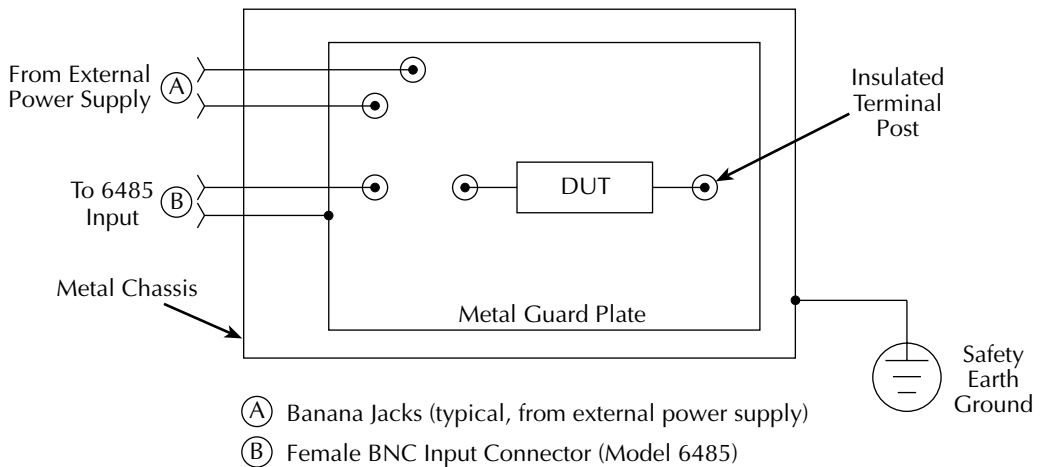 From External
Power Supply
A
Insulated
Terminal
Post
To 6485
Input
B
DUT
Metal Chassis
Metal Guard Plate
Safety
Earth
Ground
A Banana Jacks (typical, from external power supply)
B Female BNC Input Connector (Model 6485)